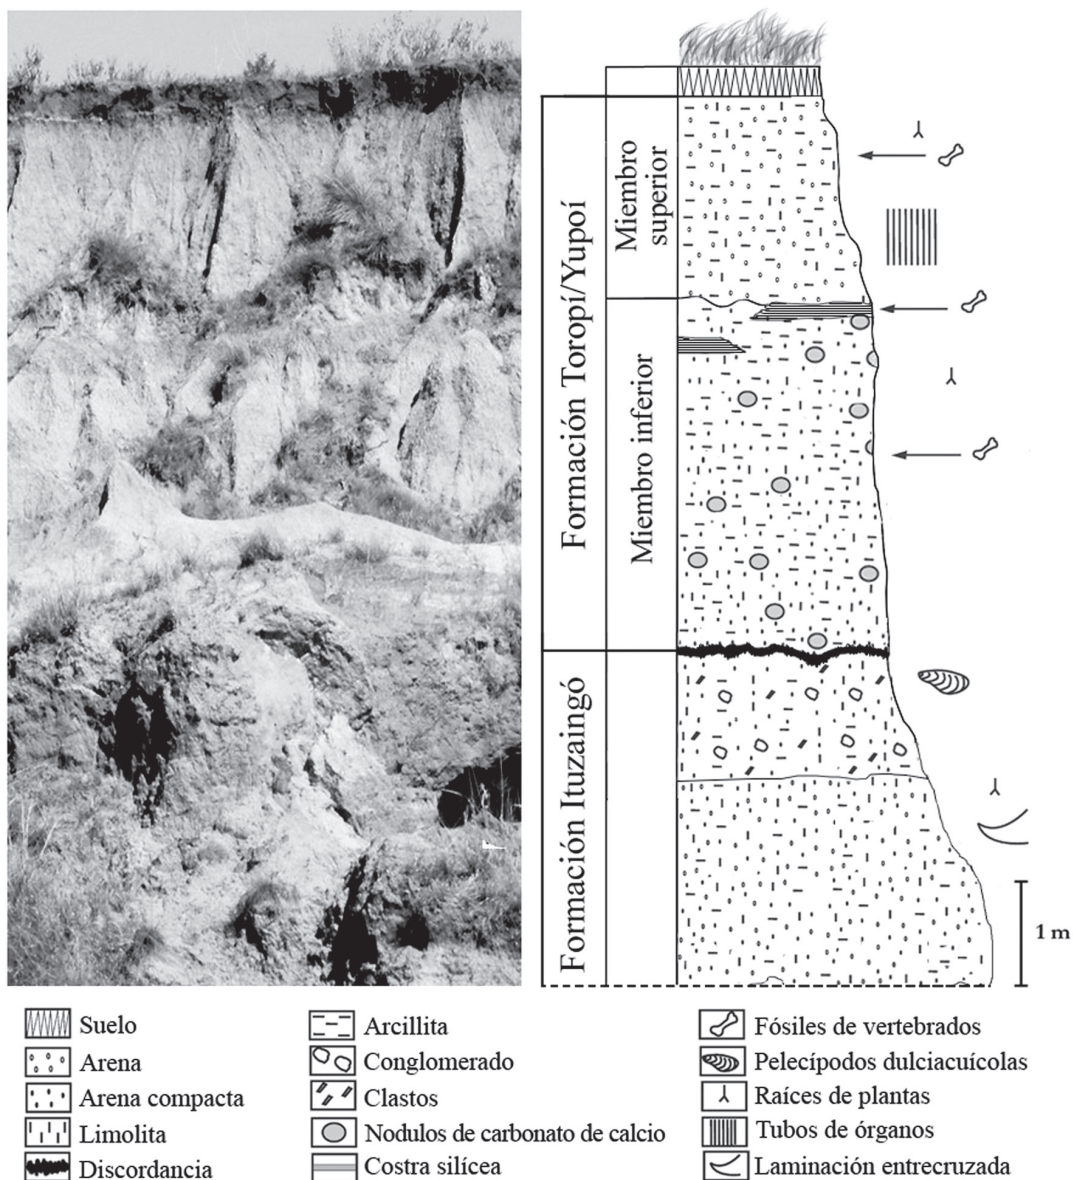 Formación Toropí/Yupoí
Miembro
superior
Miembro inferior
Formación Ituzaingó
1 m
Suelo
Arena
Arena compacta
Limolita
Discordancia
Arcillita
Conglomerado
Clastos
Nodulos de carbonato de calcio
Costra silícea
Fósiles de vertebrados
Pelecípodos dulciacuícolas
Raíces de plantas
Tubos de órganos
Laminación entrecruzada